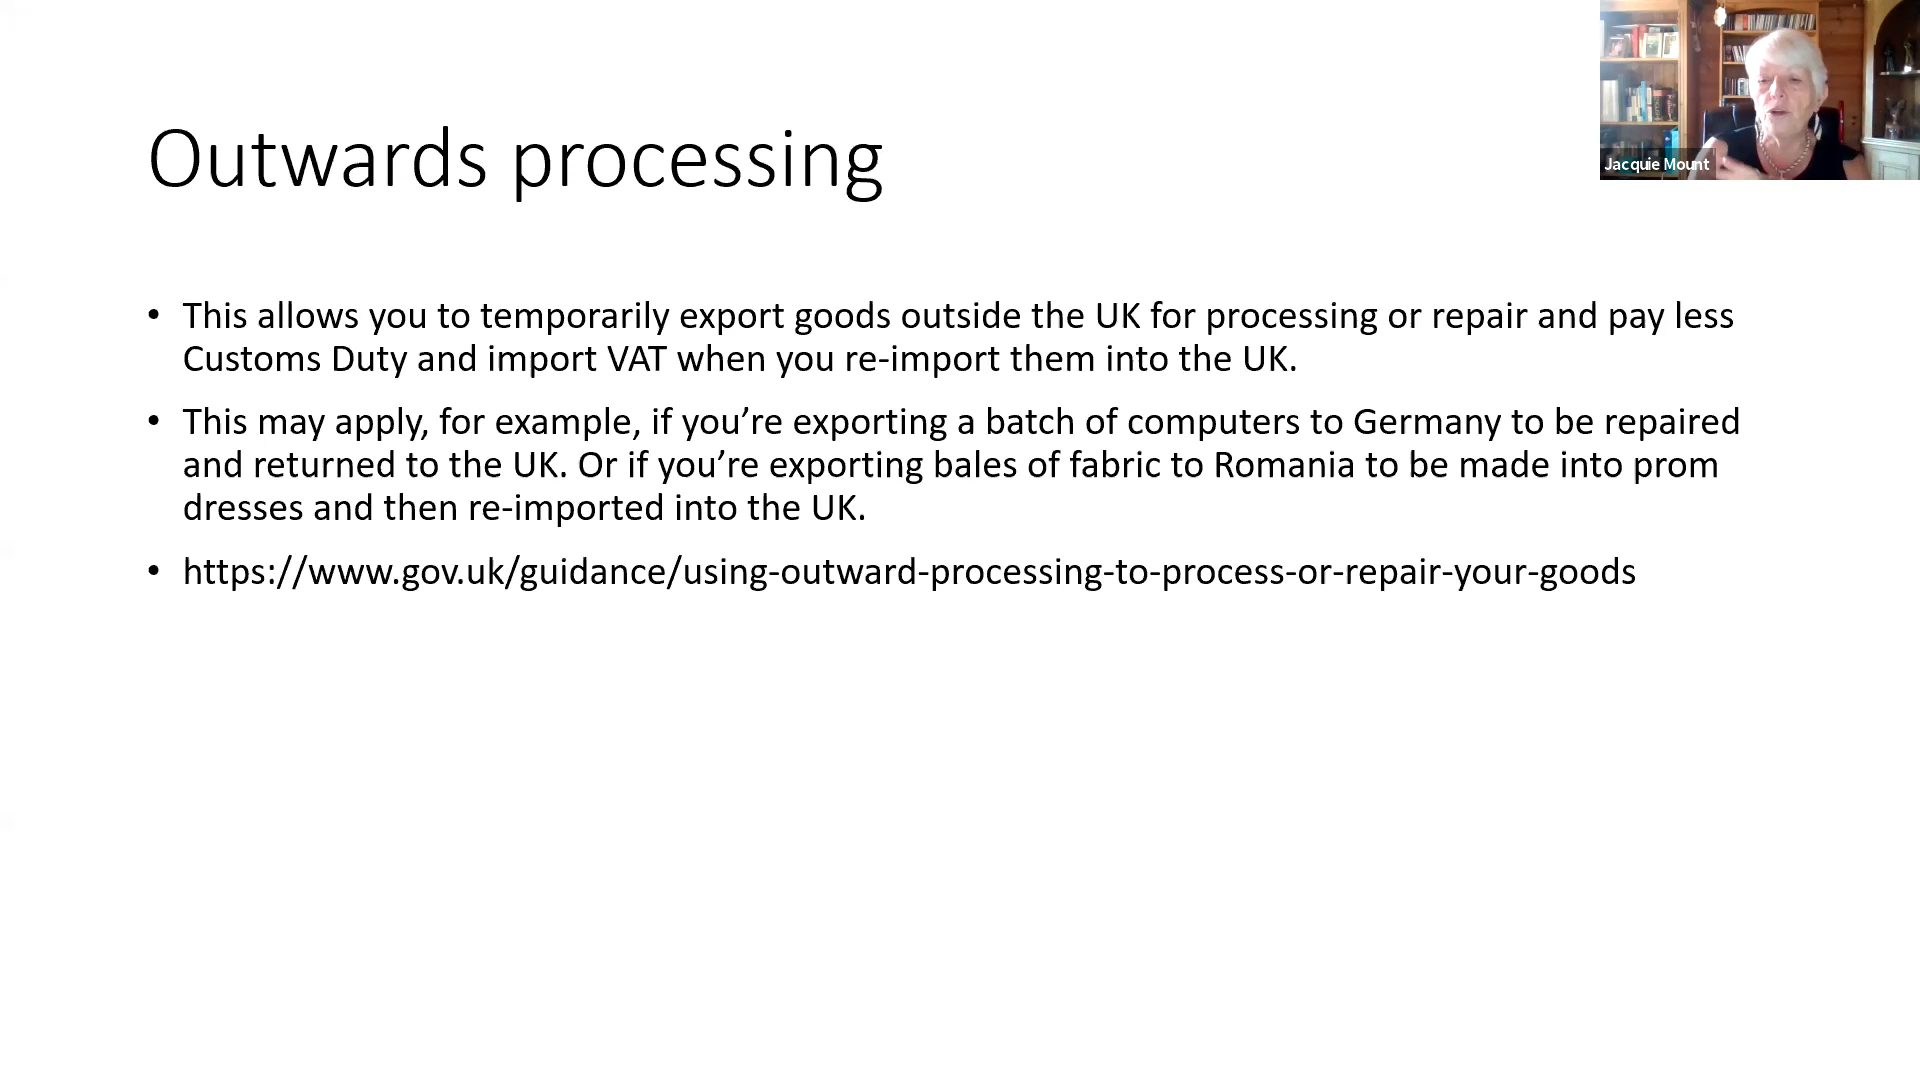 Outwards processing
Jacquie Mount
• This allows you to temporarily export goods outside the UK for processing or repair and pay less
Customs Duty and import VAT when you re-import them into the UK.
• This may apply, for example, if you’re exporting a batch of computers to Germany to be repaired
and returned to the UK. Or if you’re exporting bales of fabric to Romania to be made into prom
dresses and then re-imported into the UK.
• https://www.gov.uk/guidance/using-outward-processing-to-process-or-repair-your-goods